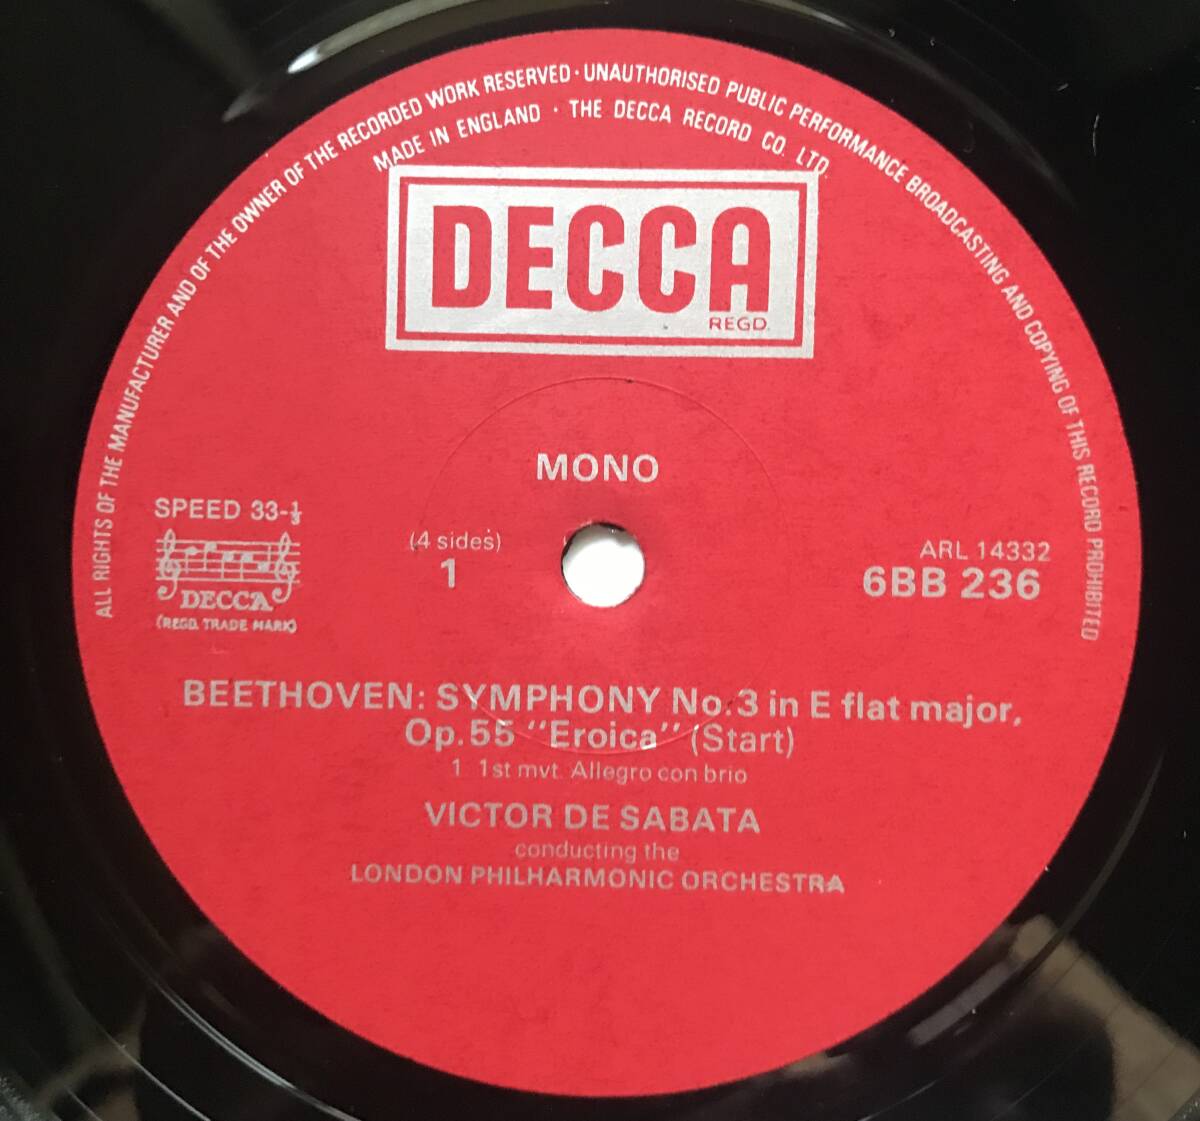 ALL RIGHTS OF THE MANUFACTURER AND OF THE OWNER OF THE RECORDED WORK RESERVED · UNAUTHORISED PUBLIC PERFORMANCE BROADCASTING AND COPYING OF THIS RECORD PROHIBITED
MADE IN ENGLAND · THE DECCA RECORD CO. LTD.
DECCA
REGD.
MONO
SPEED 33-⅓
DECCA
(REGD. TRADE MARK)
(4 sides)
1
ARL 14332
6BB 236
BEETHOVEN: SYMPHONY No.3 in E flat major,
Op.55 "Eroica" (Start)
1 1st mvt. Allegro con brio
VICTOR DE SABATA
conducting the
LONDON PHILHARMONIC ORCHESTRA